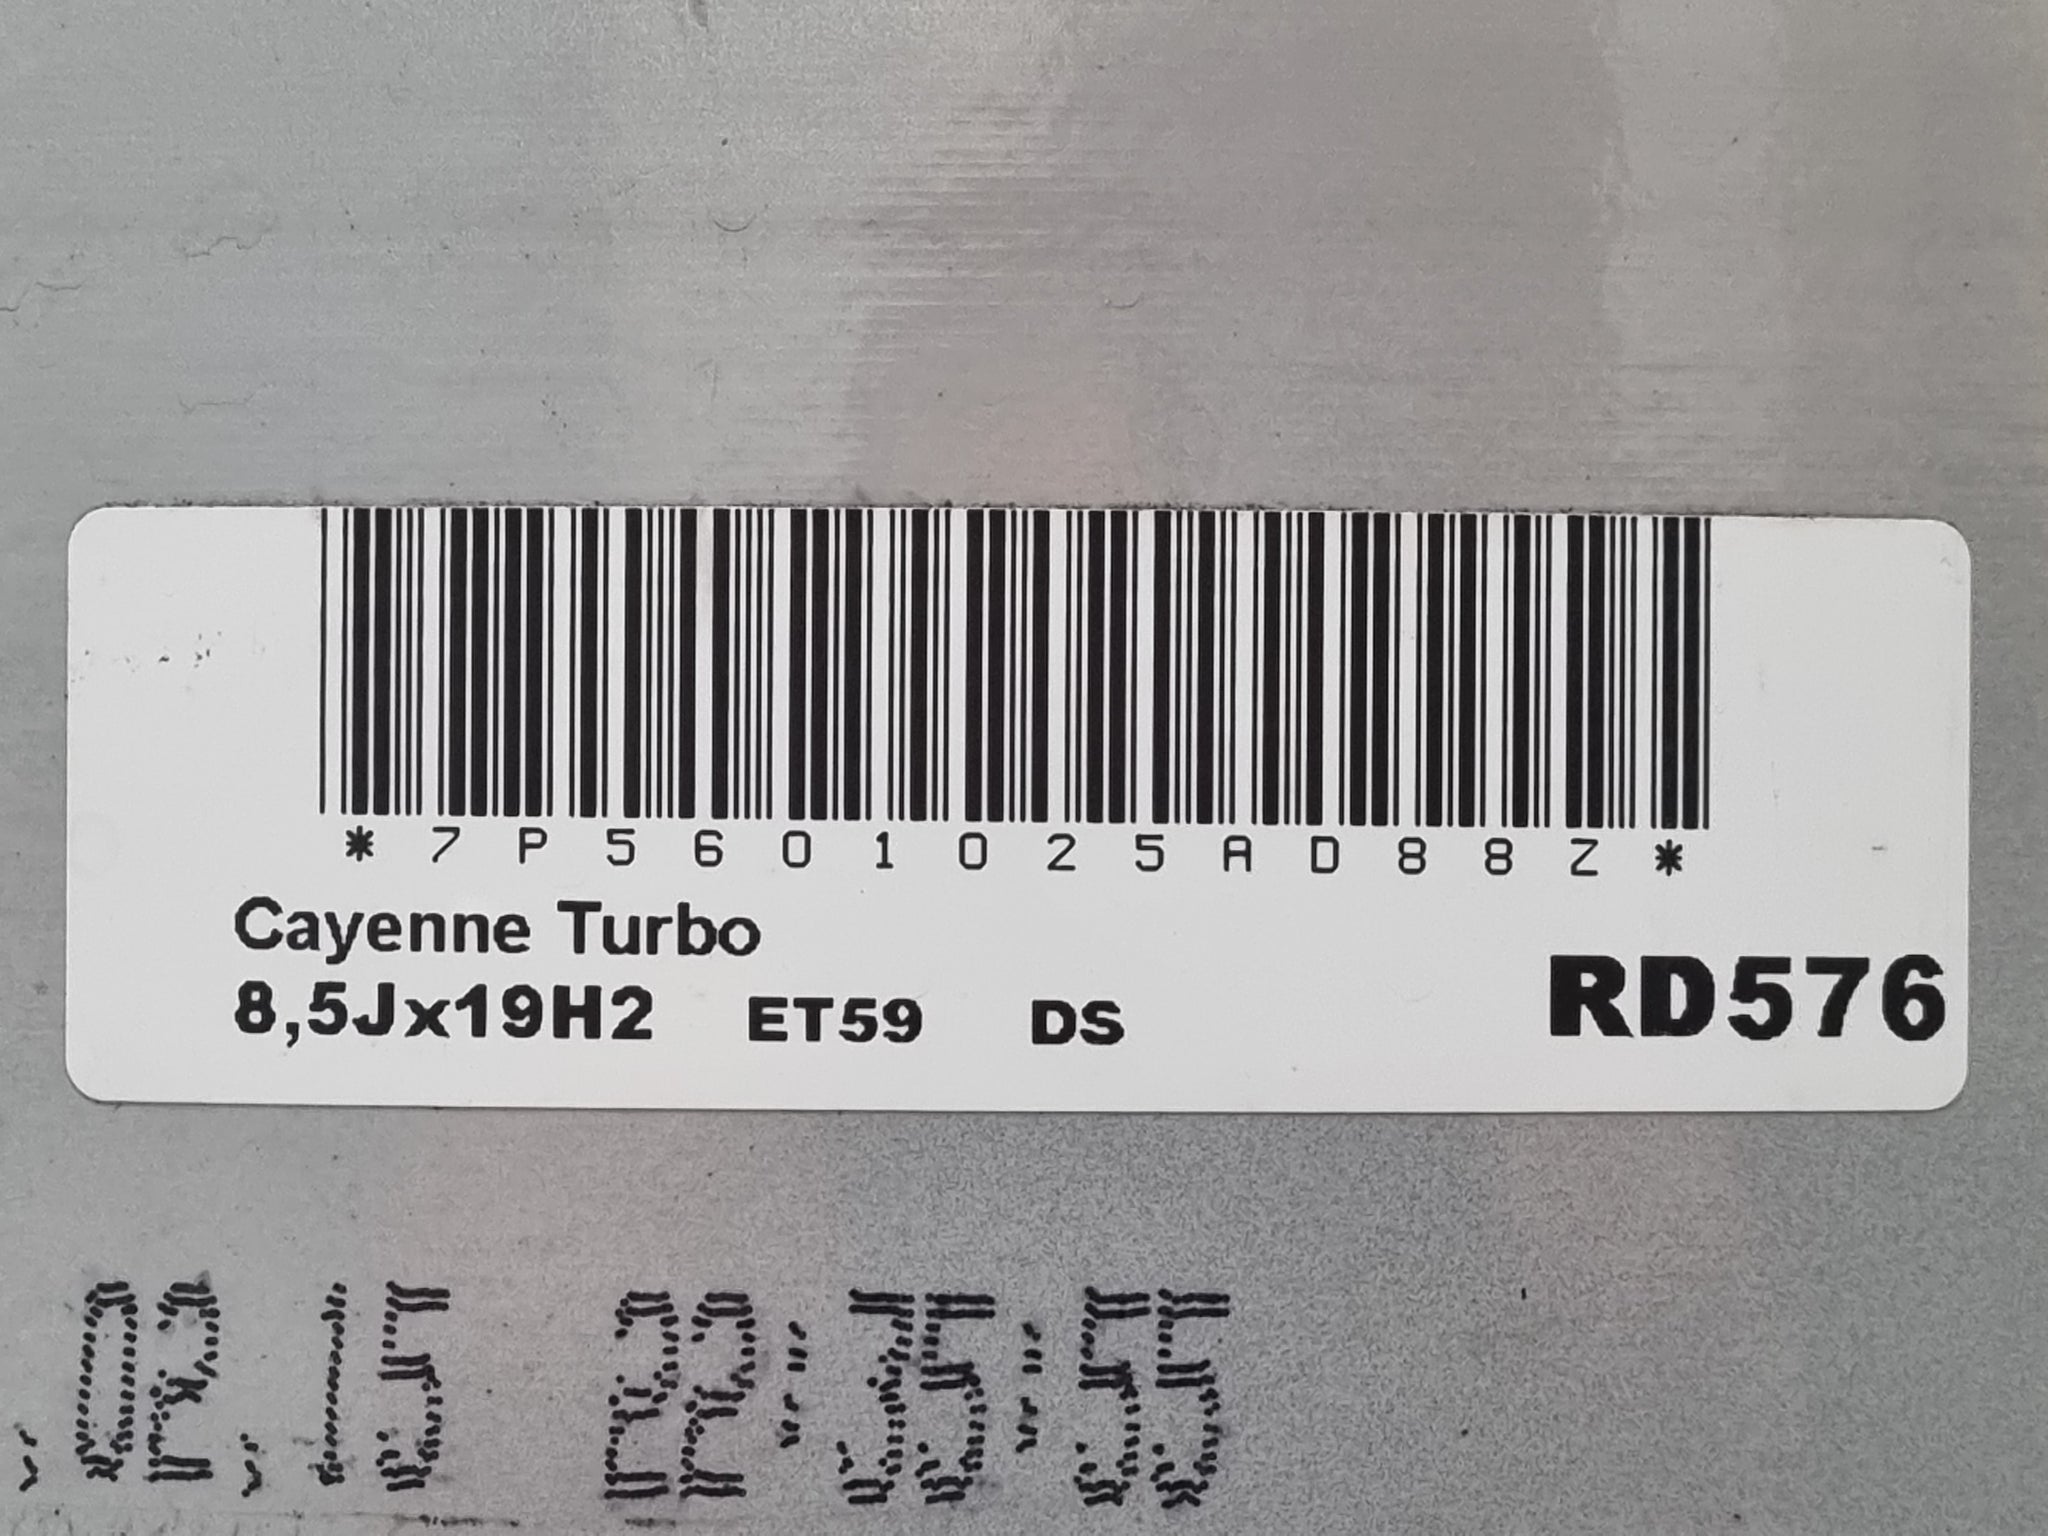 *7P5601025AD88Z*
Cayenne Turbo
8,5Jx19H2 ET59 DS RD576
.02.15 22:35:55